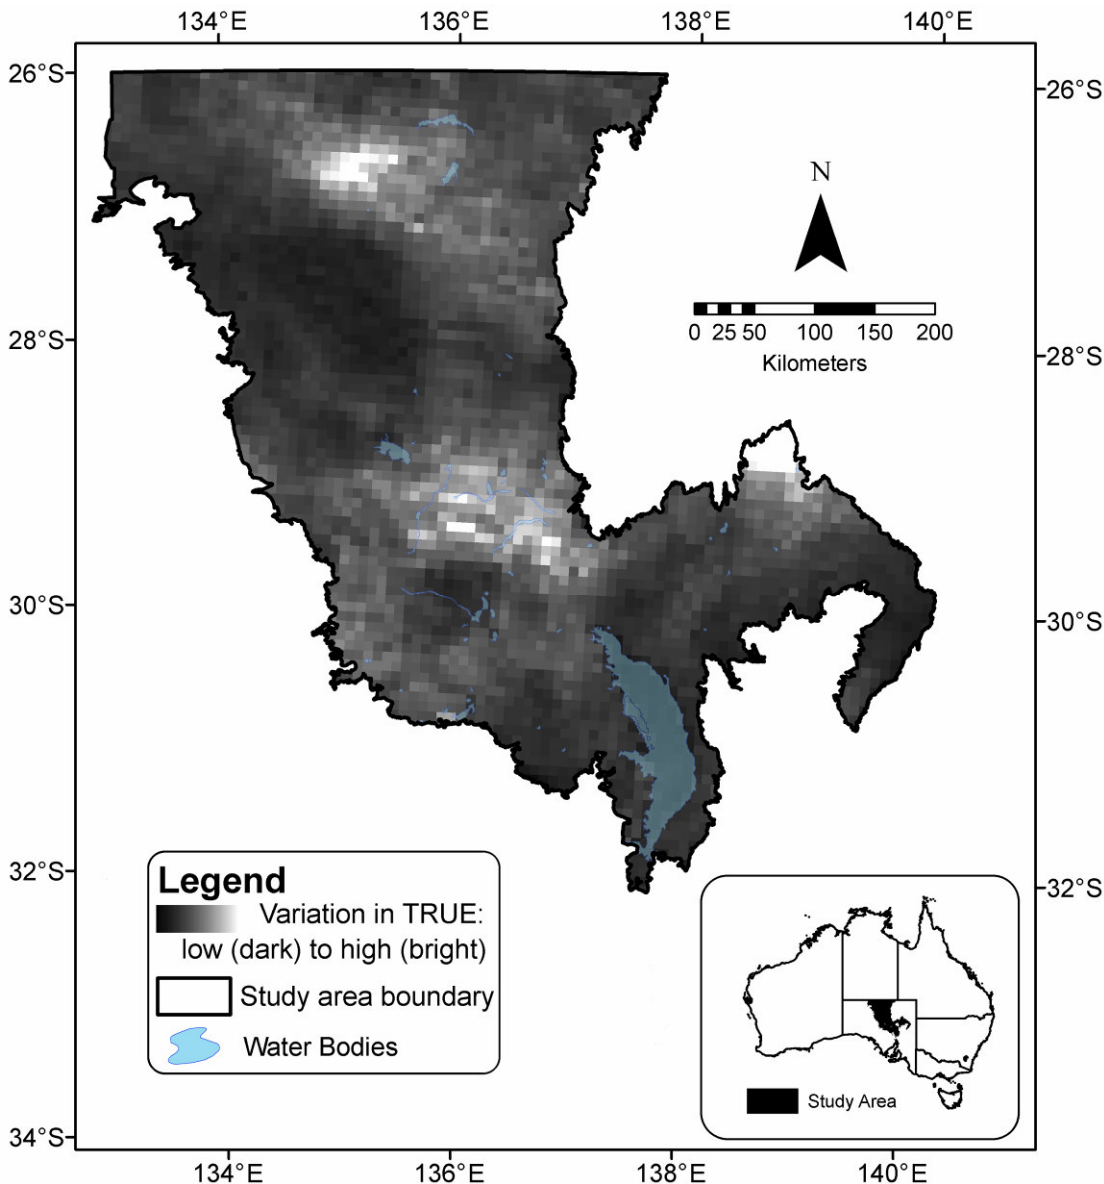 134°E 136°E 138°E 140°E
26°S 26°S
N
28°S 28°S
0 25 50 100 150 200
Kilometers
30°S 30°S
32°S 32°S
Legend
Variation in TRUE:
low (dark) to high (bright)
Study area boundary
Water Bodies
Study Area
34°S
134°E 136°E 138°E 140°E